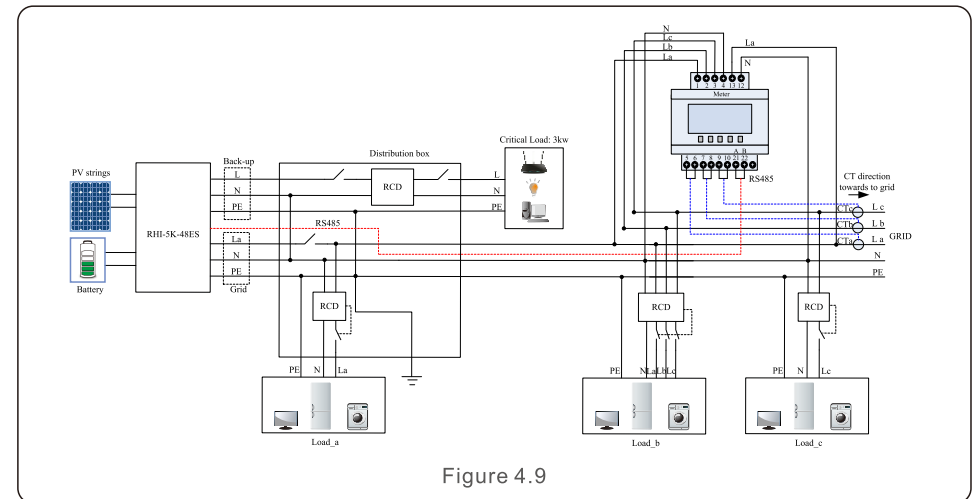 N
Lc
Lb
La
La
N
1 2 3 4 13 12
Meter
A B
5 6 7 8 9 10 21 22
RS485
Critical Load: 3kw
Distribution box
Back-up
PV strings
L
RCD
L
N
N
PE
PE
RHI-5K-48ES
RS485
CT direction
towards to grid
CTc
L c
CTb
L b
CTa
L a
GRID
La
N
N
PE
PE
Battery
Grid
RCD
RCD
RCD
PE N La
PE N La Lb Lc
PE N Lc
Load_a
Load_b
Load_c
Figure 4.9